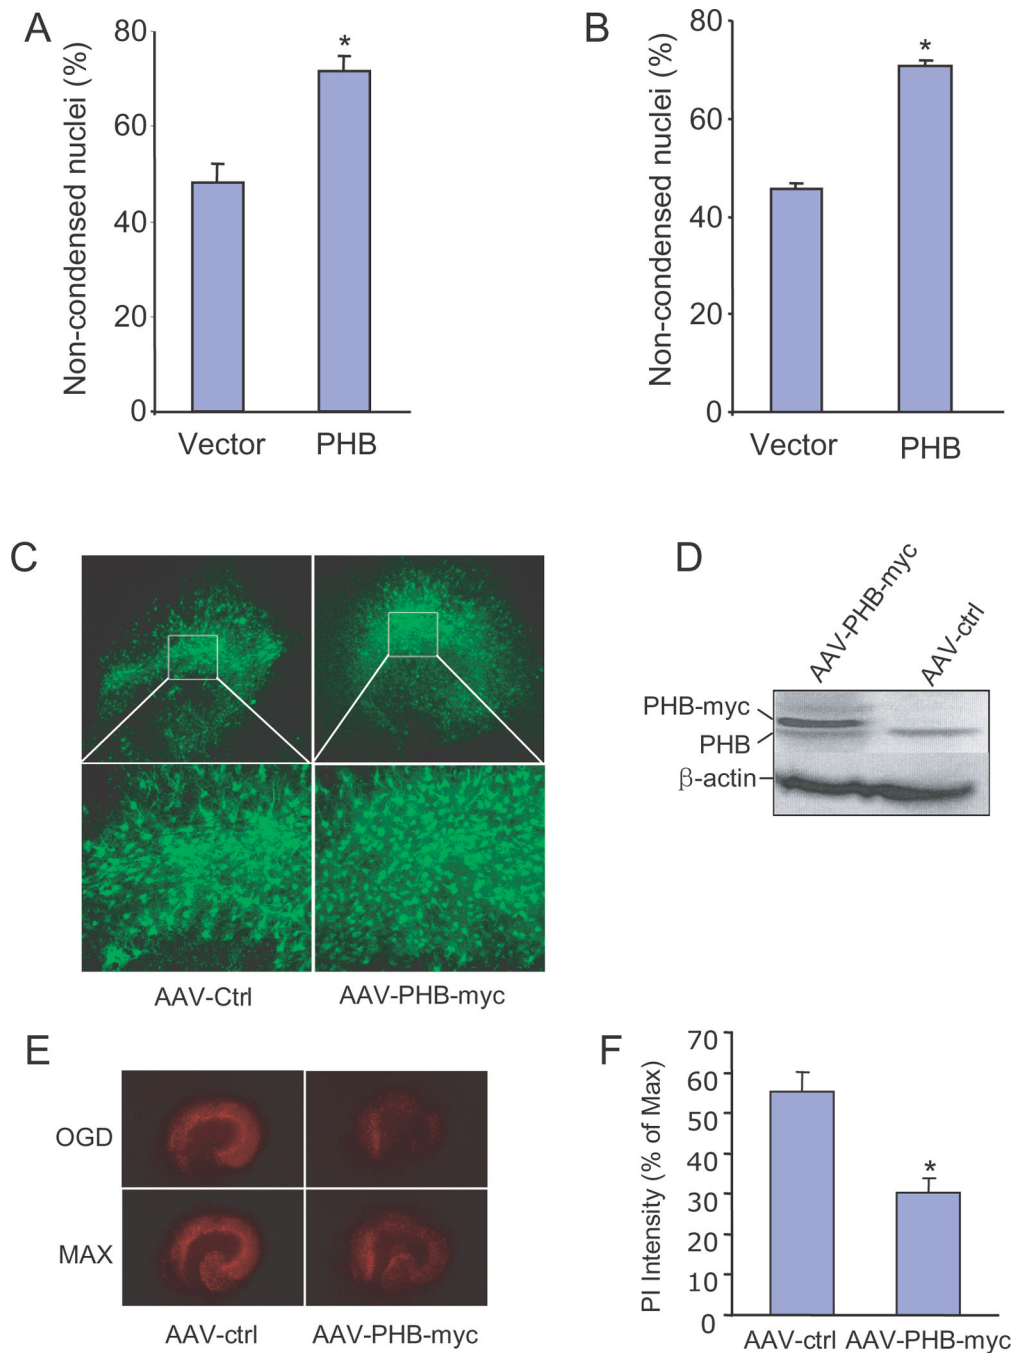 A
Non-condensed nuclei (%)
80
60
40
20
0
*
Vector
PHB
B
Non-condensed nuclei (%)
80
60
40
20
0
*
Vector
PHB
C
AAV-Ctrl
AAV-PHB-myc
D
AAV-PHB-myc
AAV-ctrl
PHB-myc
PHB
β-actin
E
OGD
MAX
AAV-ctrl
AAV-PHB-myc
F
PI Intensity (% of Max)
70
60
50
40
30
20
10
0
*
AAV-ctrl
AAV-PHB-myc